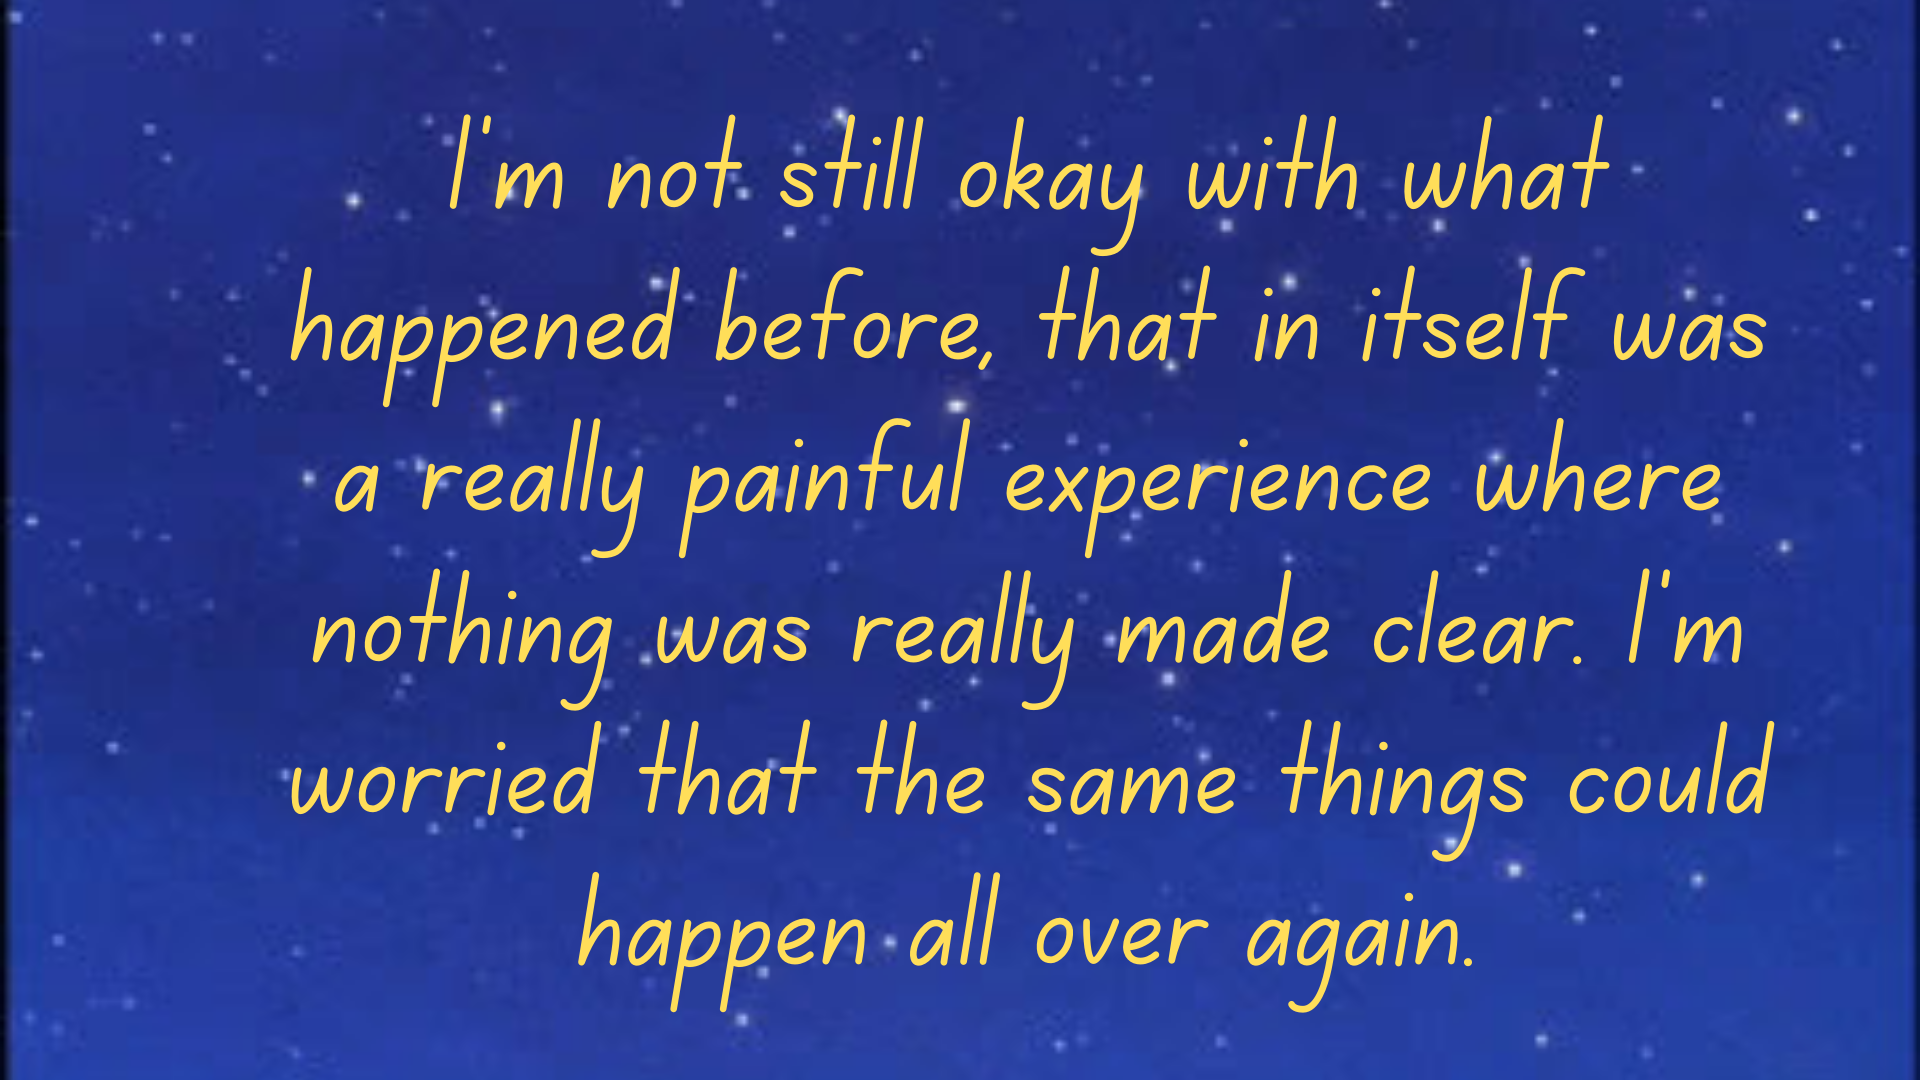 I'm not still okay with what
happened before, that in itself was
a really painful experience where
nothing was really made clear. I'm
worried that the same things could
happen all over again.